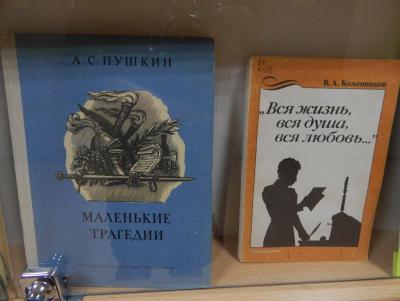 А.С. ПУШКИН
МАЛЕНЬКИЕ
ТРАГЕДИИ
В. А. Кожевников
„Вся жизнь,
вся душа,
вся любовь..."